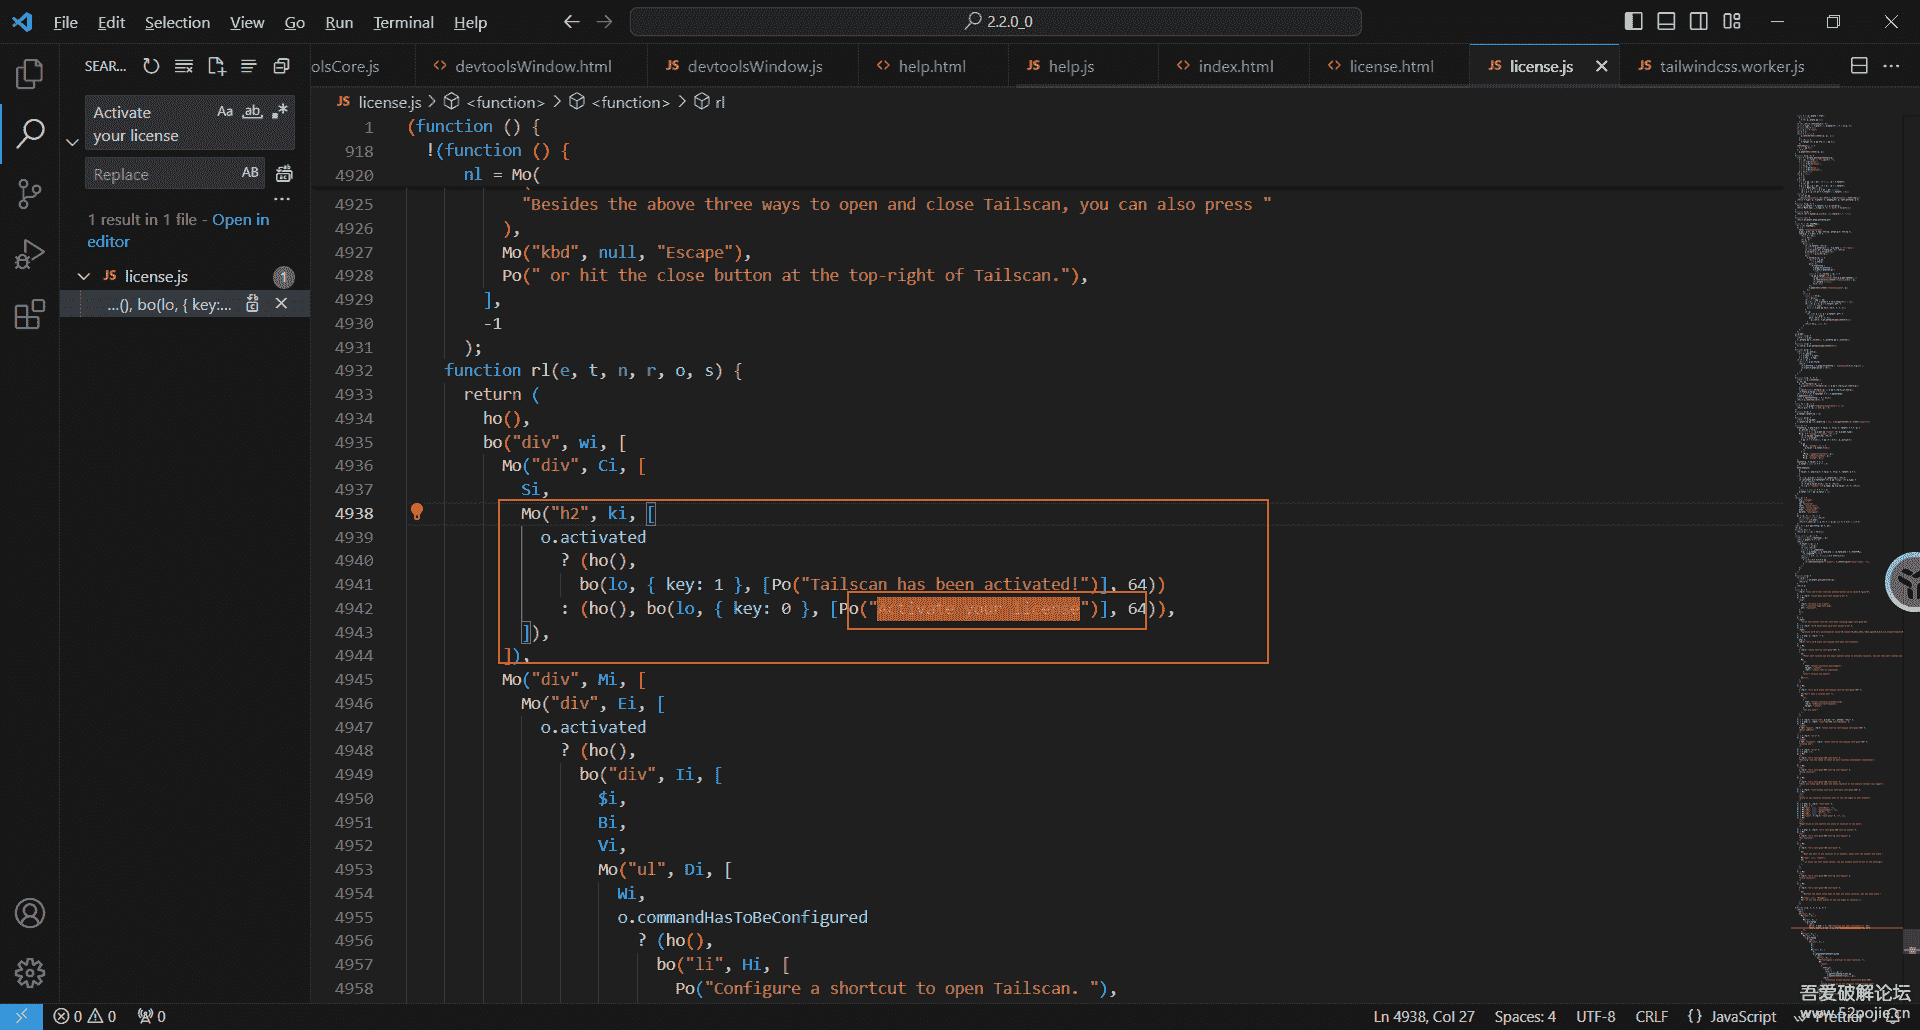 File Edit Selection View Go Run Terminal Help 2.2.0_0
SEAR...
olsCore.js devtoolsWindow.html JS devtoolsWindow.js help.html JS help.js index.html license.html JS license.js JS tailwindcss.worker.js
Activate
your license
Aa ab
Replace AB
1 result in 1 file - Open in
editor
JS license.js 1
...(), bo(lo, { key:...
JS license.js > <function> > <function> > rl
1 (function () {
918 !(function () {
4920 nl = Mo(
4925 "Besides the above three ways to open and close Tailscan, you can also press "
4926 ),
4927 Mo("kbd", null, "Escape"),
4928 Po(" or hit the close button at the top-right of Tailscan."),
4929 ],
4930 -1
4931 );
4932 function rl(e, t, n, r, o, s) {
4933 return (
4934 ho(),
4935 bo("div", wi, [
4936 Mo("div", Ci, [
4937 Si,
4938 Mo("h2", ki, [
4939 o.activated
4940 ? (ho(),
4941 bo(lo, { key: 1 }, [Po("Tailscan has been activated!")], 64))
4942 : (ho(), bo(lo, { key: 0 }, [Po("Activate your license")], 64)),
4943 ]),
4944 ]),
4945 Mo("div", Mi, [
4946 Mo("div", Ei, [
4947 o.activated
4948 ? (ho(),
4949 bo("div", Ii, [
4950 $i,
4951 Bi,
4952 Vi,
4953 Mo("ul", Di, [
4954 Wi,
4955 o.commandHasToBeConfigured
4956 ? (ho(),
4957 bo("li", Hi, [
4958 Po("Configure a shortcut to open Tailscan. "),
0 0 0 Ln 4938, Col 27 Spaces: 4 UTF-8 CRLF {} JavaScript Prettier
吾爱破解论坛
www.52pojie.cn